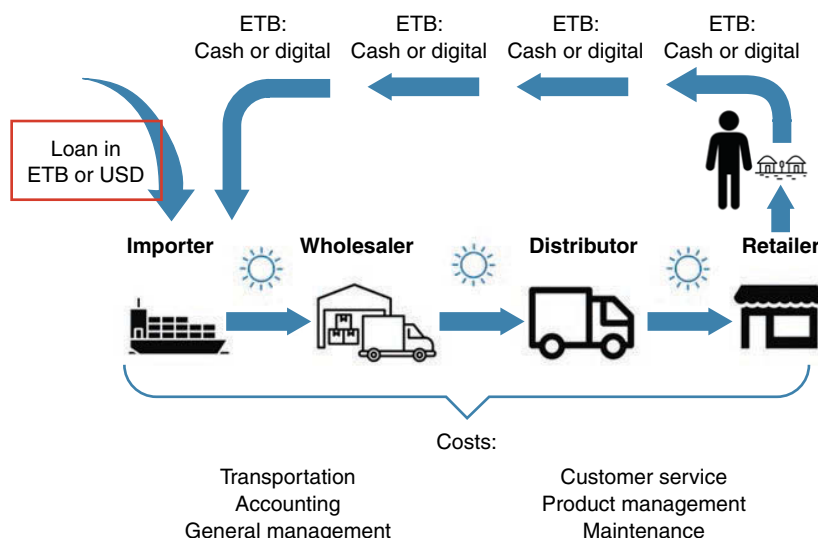 ETB:
Cash or digital
ETB:
Cash or digital
ETB:
Cash or digital
ETB:
Cash or digital
Loan in
ETB or USD
Importer
Wholesaler
Distributor
Retailer
Costs:
Transportation
Accounting
General management
Customer service
Product management
Maintenance